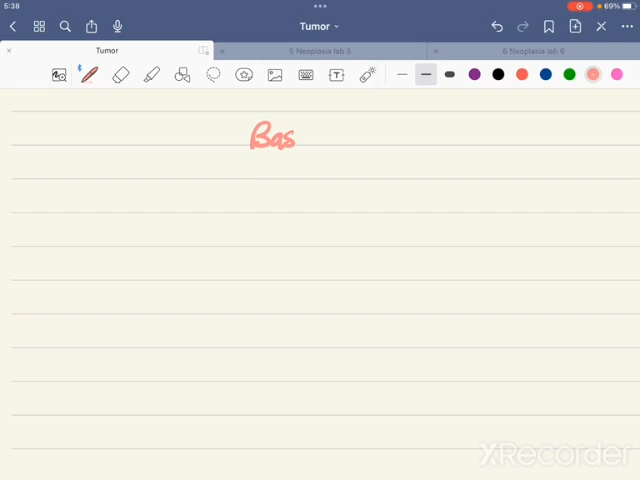 5:38
69%
Tumor
Tumor
5 Neoplasia lab 5
6 Neoplasia lab 6
Bas
XRecorder